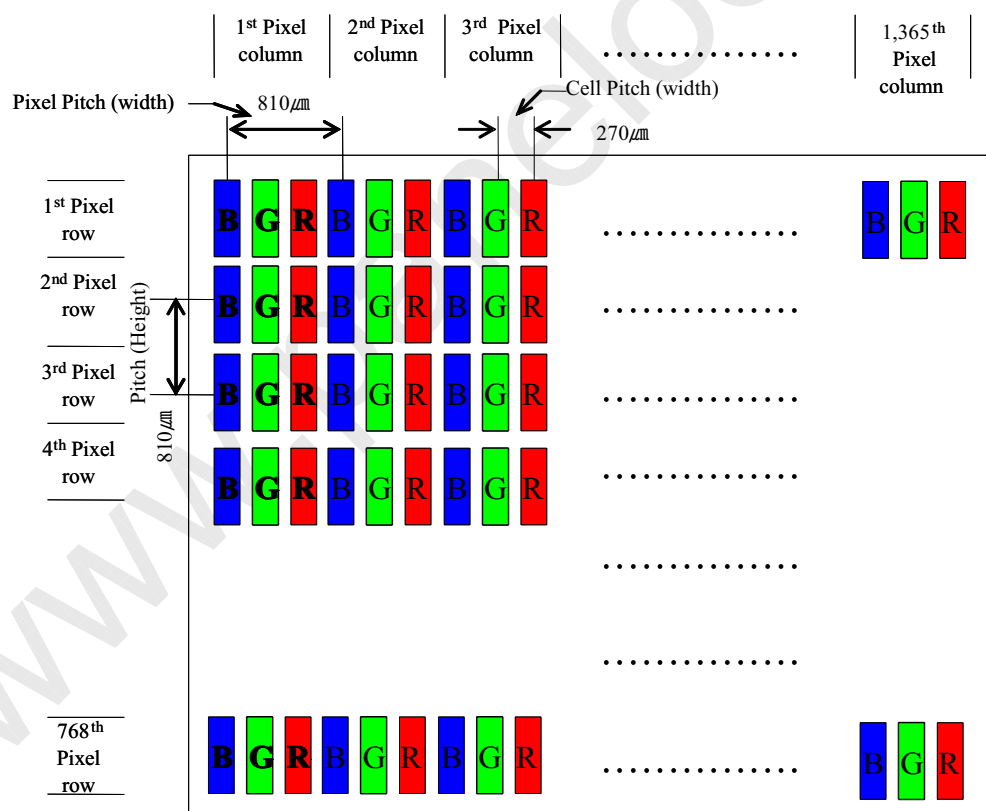 1st Pixel column
2nd Pixel column
3rd Pixel column
1,365th Pixel column
Pixel Pitch (width)
810㎛
Cell Pitch (width)
270㎛
1st Pixel row
B G R B G R B G R
B G R
2nd Pixel row
B G R B G R B G R
Pitch (Height)
810㎛
3rd Pixel row
B G R B G R B G R
4th Pixel row
B G R B G R B G R
768th Pixel row
B G R B G R B G R
B G R